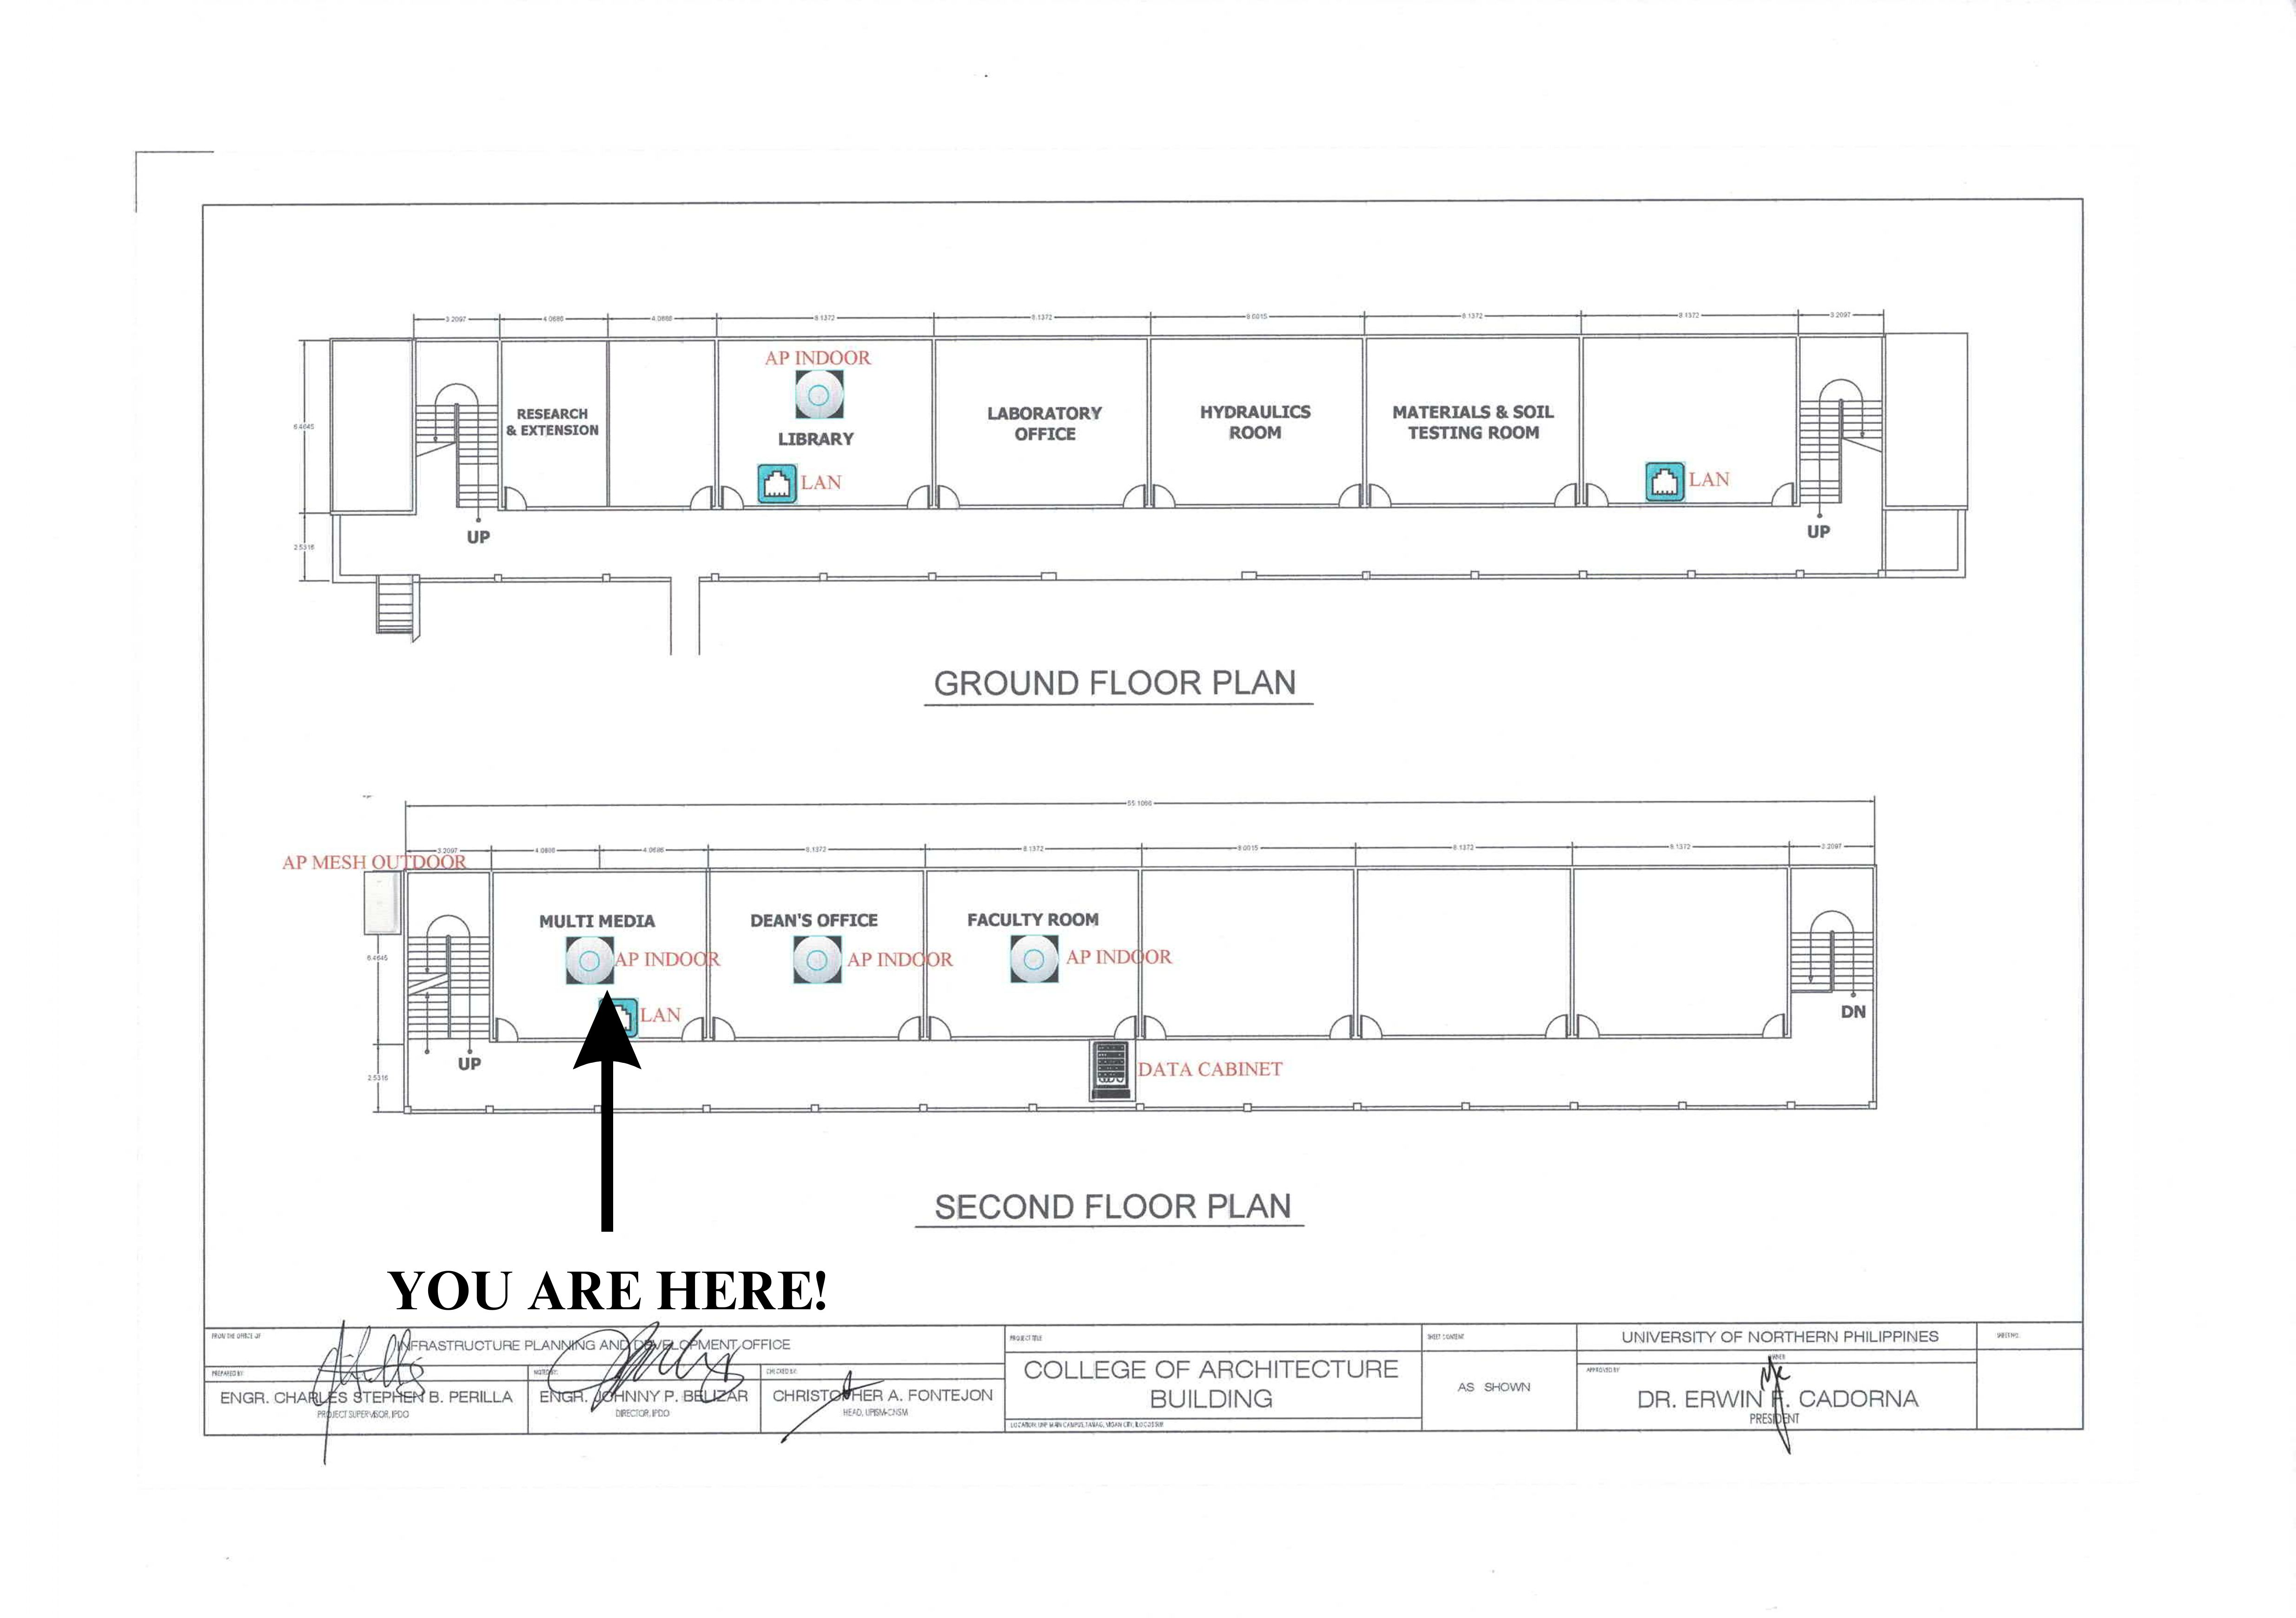 3.2097
4.0686
4.0686
8.1372
8.1372
8.0015
8.1372
8.1372
3.2097
6.4645
2.5316
AP INDOOR
RESEARCH
& EXTENSION
LIBRARY
LAN
LABORATORY
OFFICE
HYDRAULICS
ROOM
MATERIALS & SOIL
TESTING ROOM
LAN
UP
UP
GROUND FLOOR PLAN
55.1006
3.2097
4.0686
4.0686
8.1372
8.1372
8.0015
8.1372
8.1372
3.2097
AP MESH OUTDOOR
6.4645
2.5316
MULTI MEDIA
AP INDOOR
LAN
DEAN'S OFFICE
AP INDOOR
FACULTY ROOM
AP INDOOR
UP
DN
DATA CABINET
SECOND FLOOR PLAN
YOU ARE HERE!
FROM THE OFFICE OF
INFRASTRUCTURE PLANNING AND DEVELOPMENT OFFICE
PREPARED BY:
ENGR. CHARLES STEPHEN B. PERILLA
PROJECT SUPERVISOR, IPDO
NOTED BY:
ENGR. JOHNNY P. BELIZAR
DIRECTOR, IPDO
CHECKED BY:
CHRISTOPHER A. FONTEJON
HEAD, UPISM-CNSM
PROJECT TITLE
COLLEGE OF ARCHITECTURE
BUILDING
LOCATION: UNP MAIN CAMPUS, TAMAG, VIGAN CITY, ILOCOS SUR
SHEET CONTENT
AS SHOWN
UNIVERSITY OF NORTHERN PHILIPPINES
OWNER
APPROVED BY
DR. ERWIN F. CADORNA
PRESIDENT
SHEET NO.